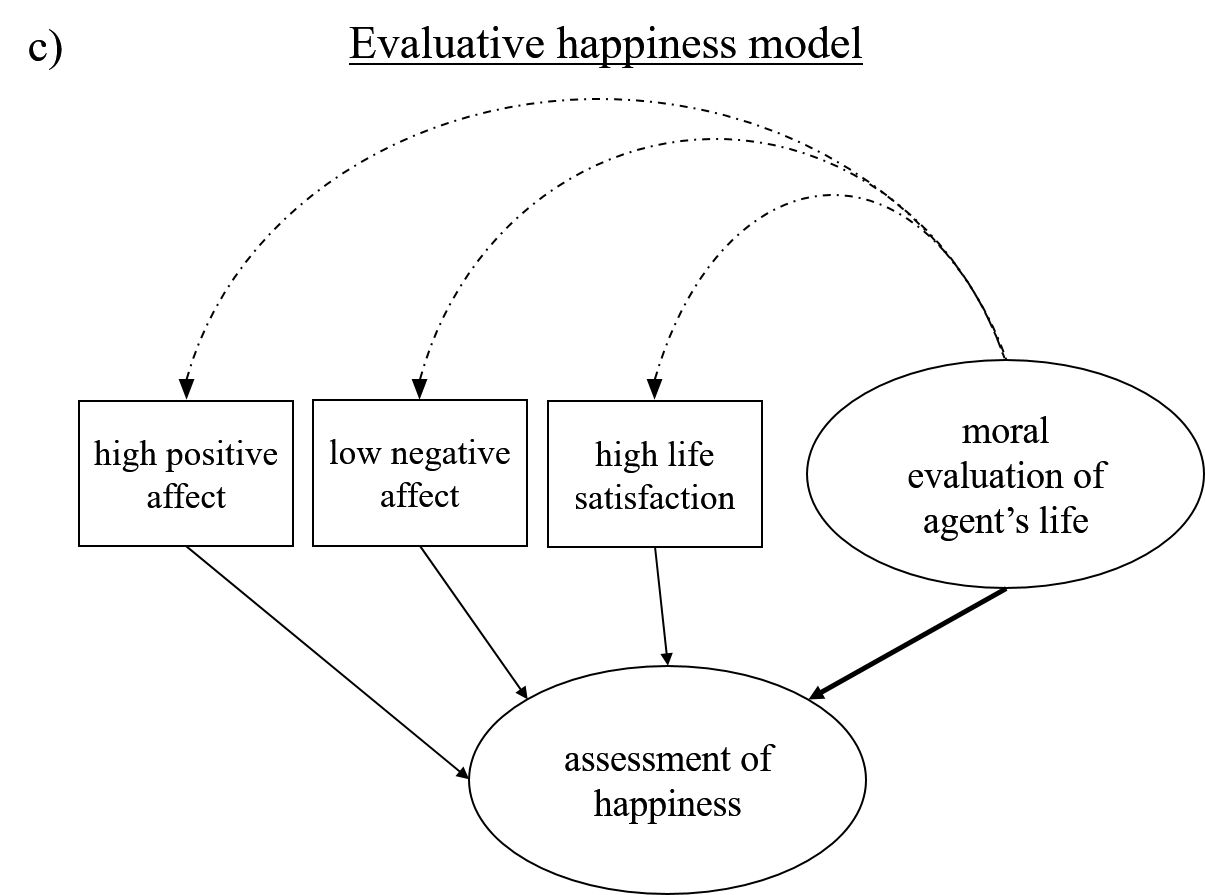 c)
Evaluative happiness model
high positive
affect
low negative
affect
high life
satisfaction
moral
evaluation of
agent’s life
assessment of
happiness